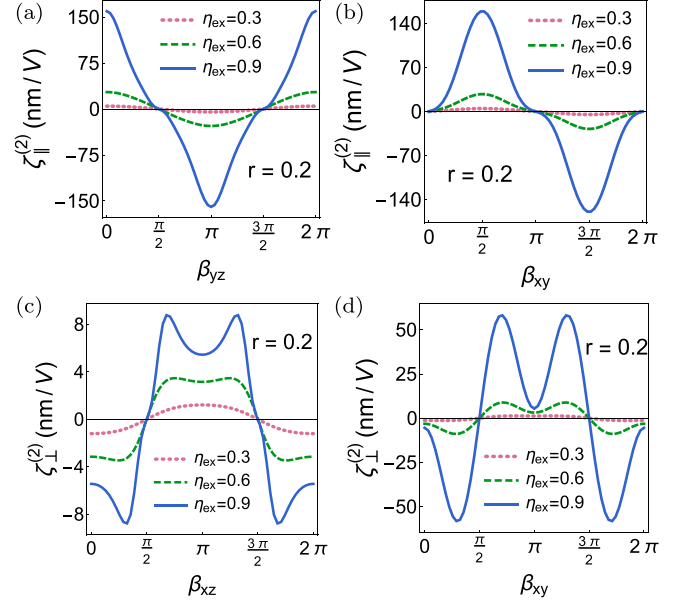 (a)
150
75
0
−75
−150
ζ∥(2) (nm / V)
ηex=0.3
ηex=0.6
ηex=0.9
r = 0.2
0 π/2 π 3π/2 2π
βyz
(b)
140
70
0
−70
−140
ζ∥(2) (nm / V)
ηex=0.3
ηex=0.6
ηex=0.9
r = 0.2
0 π/2 π 3π/2 2π
βxy
(c)
8
4
0
−4
−8
ζ⊥(2) (nm / V)
r = 0.2
ηex=0.3
ηex=0.6
ηex=0.9
0 π/2 π 3π/2 2π
βxz
(d)
50
25
0
−25
−50
ζ⊥(2) (nm / V)
r = 0.2
ηex=0.3
ηex=0.6
ηex=0.9
0 π/2 π 3π/2 2π
βxy